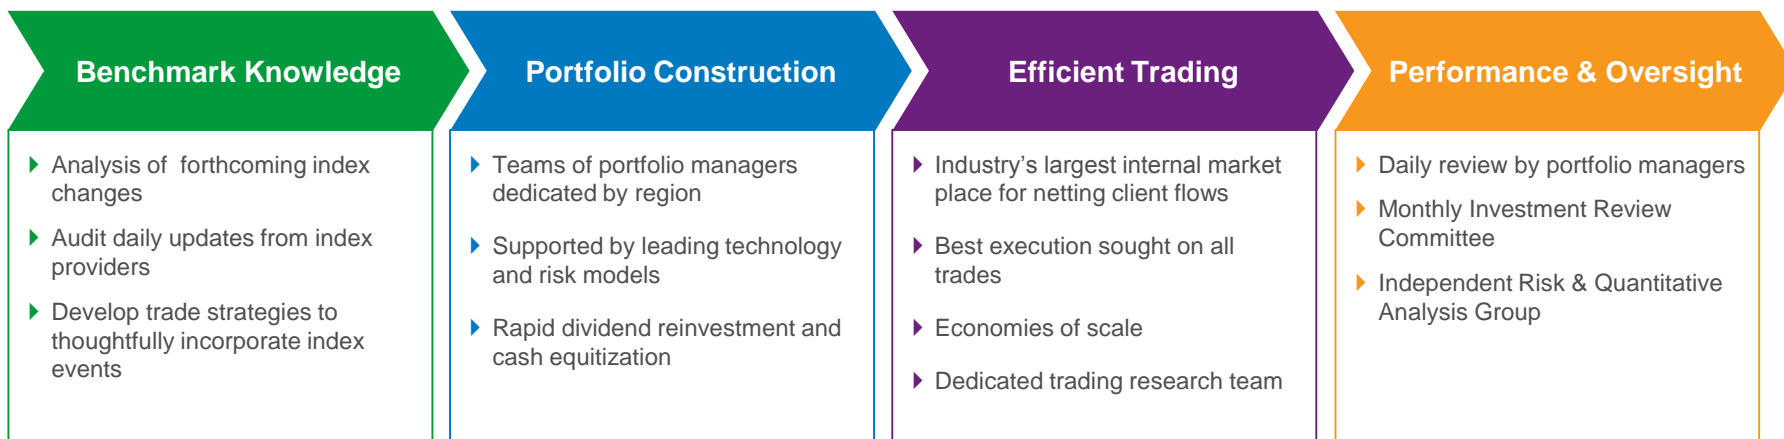 Benchmark Knowledge
Analysis of  forthcoming index
changes
Audit daily updates from index
providers
Develop trade strategies to
thoughtfully incorporate index
events
Portfolio Construction
Teams of portfolio managers
dedicated by region
Supported by leading technology
and risk models
Rapid dividend reinvestment and
cash equitization
Efficient Trading
Industry’s largest internal market
place for netting client flows
Best execution sought on all
trades
Economies of scale
Dedicated trading research team
Performance & Oversight
Daily review by portfolio managers
Monthly Investment Review
Committee
Independent Risk & Quantitative
Analysis Group